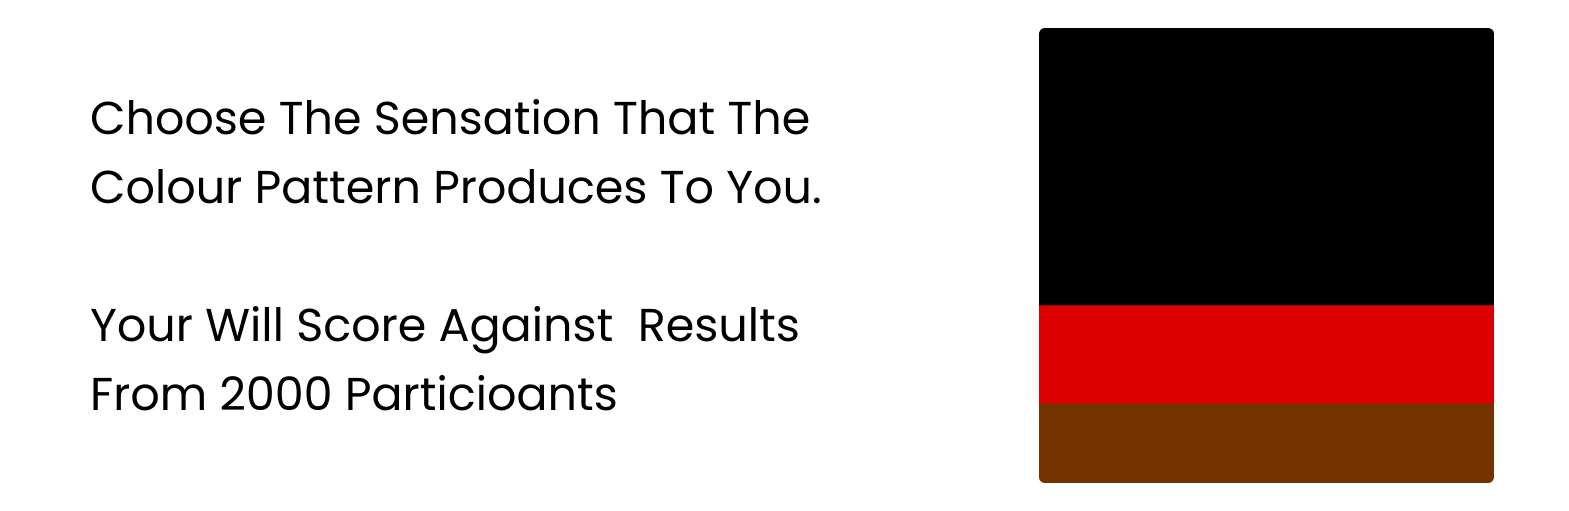 Choose The Sensation That The
Colour Pattern Produces To You.
Your Will Score Against  Results
From 2000 Particioants